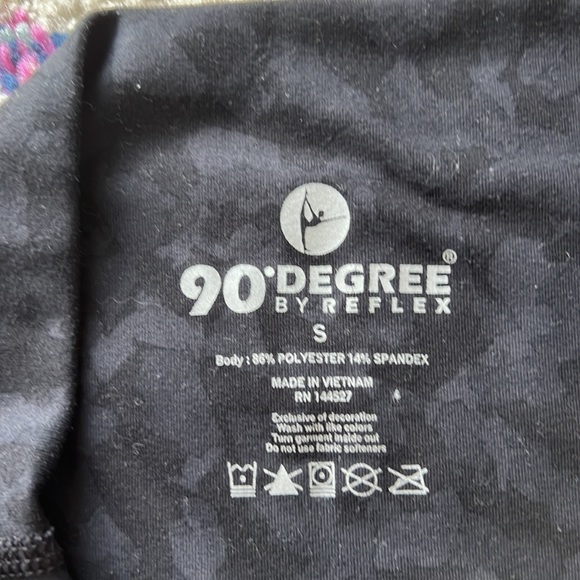 90°DEGREE®
BY REFLEX
S
Body : 86% POLYESTER 14% SPANDEX
MADE IN VIETNAM
RN 144527 4
Exclusive of decoration
Wash with like colors
Turn garment inside out
Do not use fabric softeners